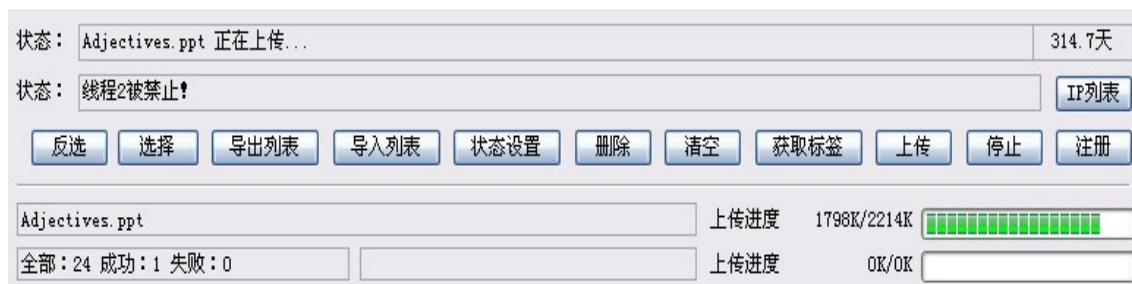 状态： Adjectives.ppt 正在上传... 314.7天
状态： 线程2被禁止! IP列表
反选 选择 导出列表 导入列表 状态设置 删除 清空 获取标签 上传 停止 注册
Adjectives.ppt 上传进度 1798K/2214K
全部：24 成功：1 失败：0 上传进度 0K/0K